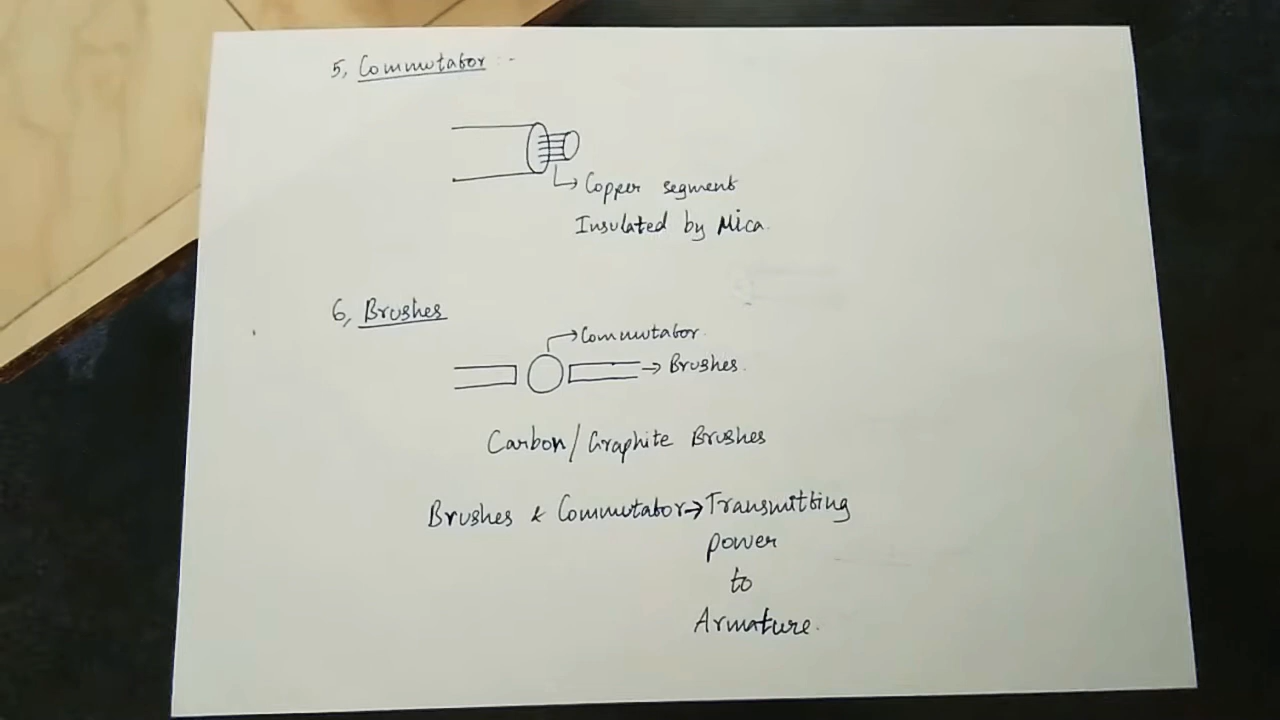 5, Commutator :-
Copper segment
Insulated by Mica.
6, Brushes
Commutator.
Brushes.
Carbon/Graphite Brushes
Brushes & Commutator→Transmitting
power
to
Armature.